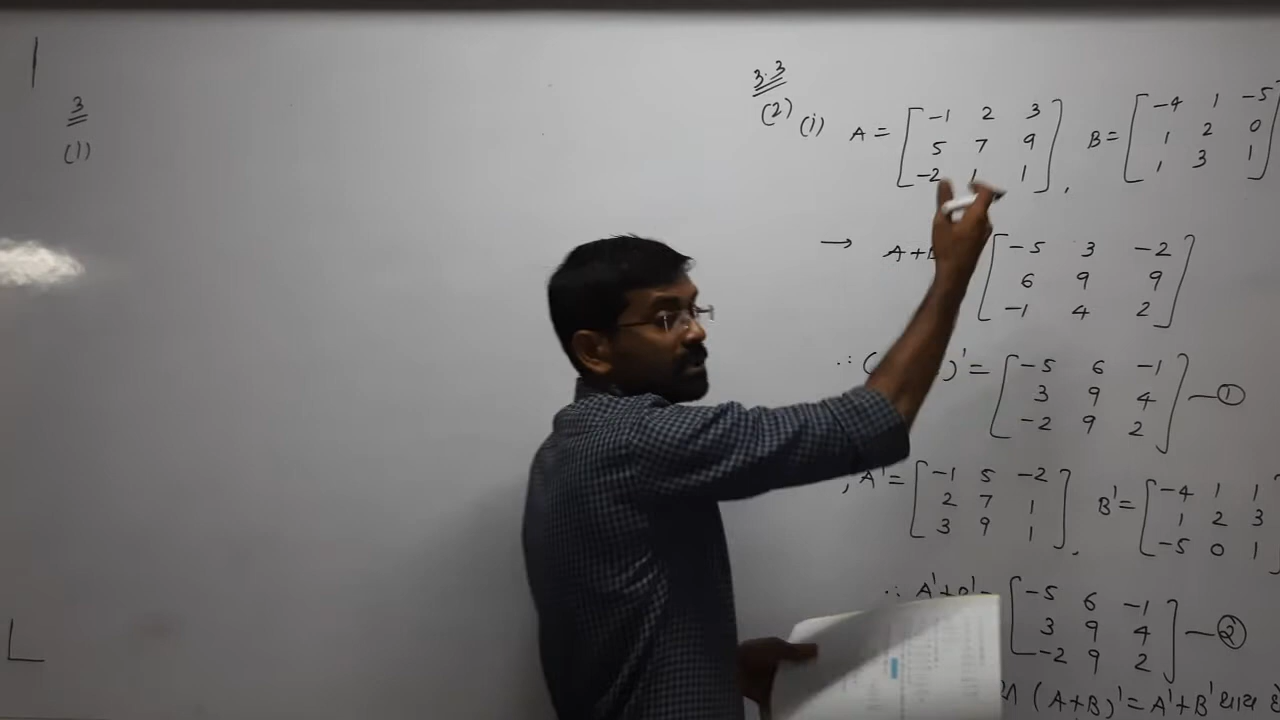 3
(1)
3.3
(2) (i) A = [ -1 2 3
5 7 9
-2 1 1 ] , B = [ -4 1 -5
1 2 0
1 3 1 ]
→ A+B [ -5 3 -2
6 9 9
-1 4 2 ]
∴ ( )' = [ -5 6 -1
3 9 4
-2 9 2 ] — ①
, A' = [ -1 5 -2
2 7 1
3 9 1 ] , B' = [ -4 1 1
1 2 3
-5 0 1 ]
∴ A'+B' = [ -5 6 -1
3 9 4
-2 9 2 ] — ②
(A+B)' = A'+B' થાય છે